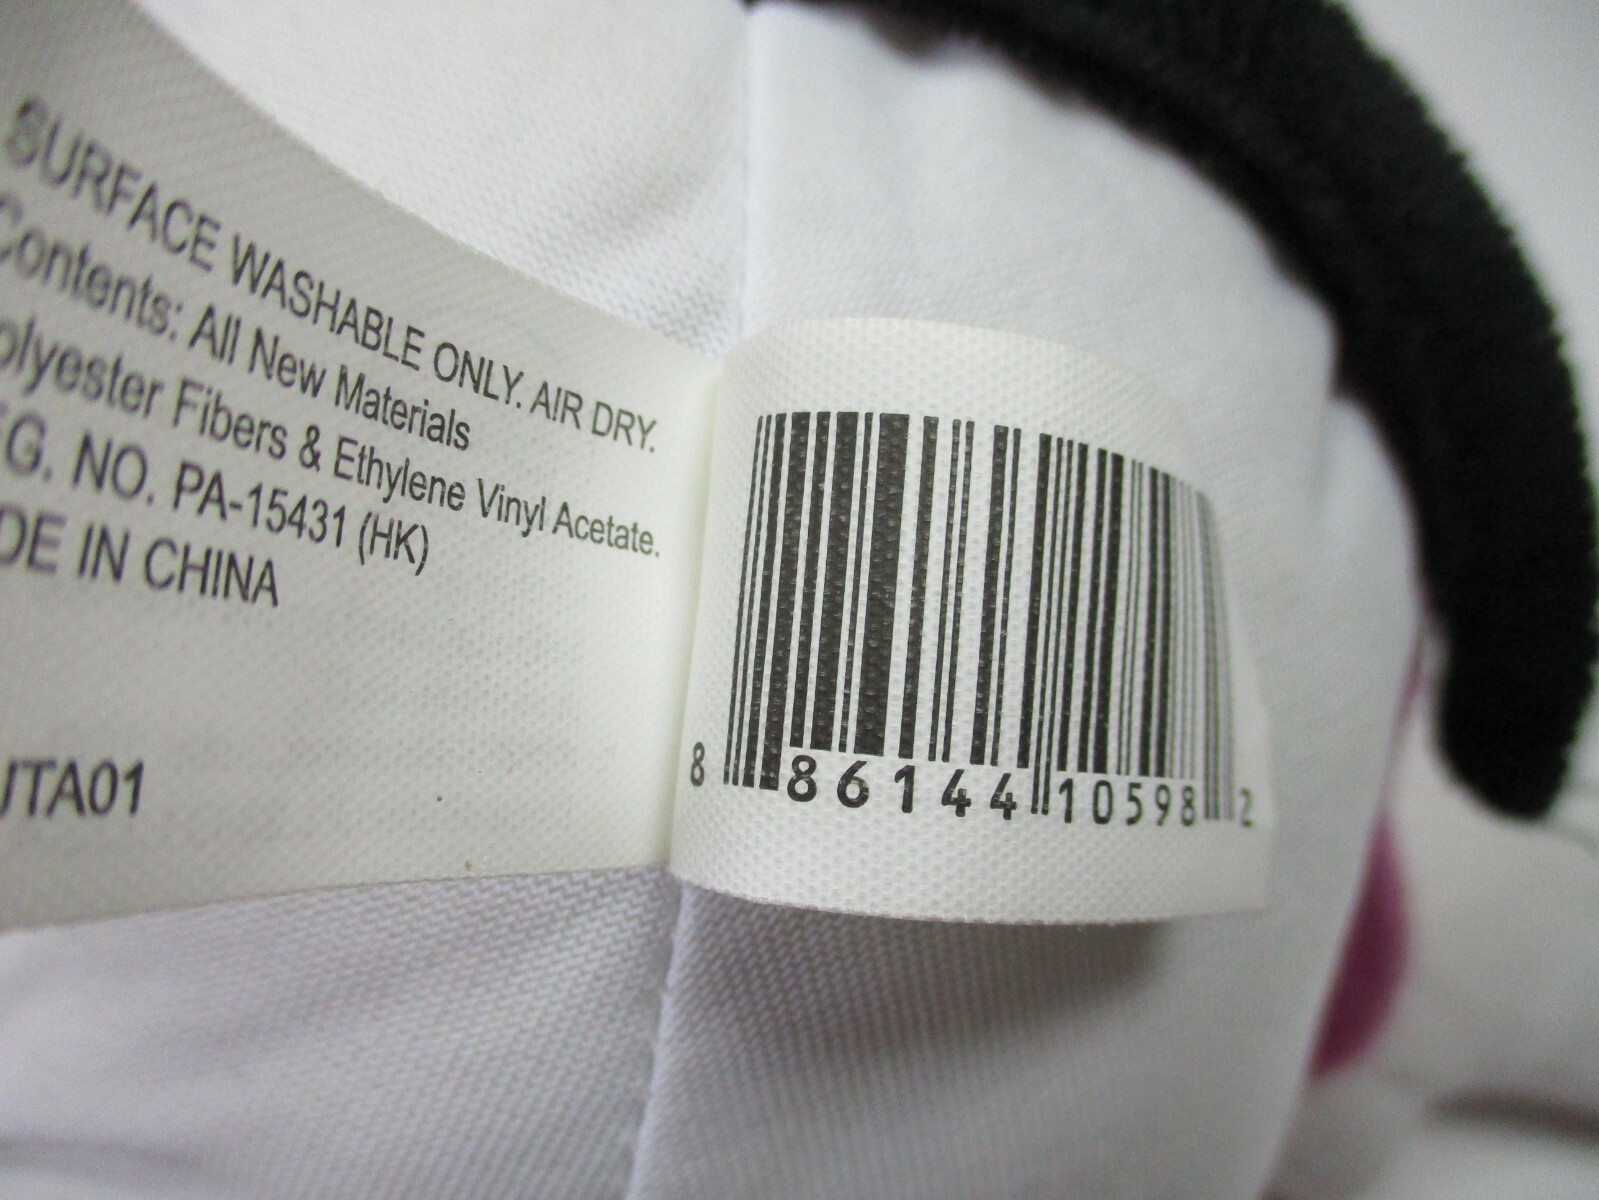 SURFACE WASHABLE ONLY. AIR DRY.
Contents: All New Materials
olyester Fibers & Ethylene Vinyl Acetate.
G. NO. PA-15431 (HK)
DE IN CHINA
JTA01
8 86144 10598 2